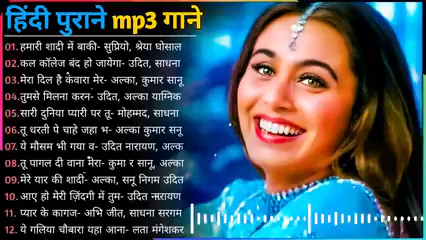 हिंदी पुराने mp3 गाने
01.हमारी शादी में बाकी- सुप्रियो, श्रेया घोसाल
02.कल कॉलेज बंद हो जायेगा- उदित, साधना
03.मेरा दिल है कंवारा मेर- अल्का, कुमार सानू
04.तुमसे मिलना करन- उदित, अल्का याग्निक
05.सारी दुनिया प्यारी पर तू- मोहम्मद, साधना
06.तू धरती पे चाहे जहा भ- अल्का कुमार सनू
07.ये मौसम भी गया व- उदित नारायण, अल्क
08.तू पागल दी वाना मैरा- कुमा र सानू, अल्का
09.मेरे यार की शादी- अल्का, सनू निगम उदित
10.आए हो मेरी ज़िंदगी में तुम- उदित नारायण
11.प्यार के कागज- अभि जीत, साधना सरगम
12.ये गलिया चौबारा यहा आना- लता मंगेशकर